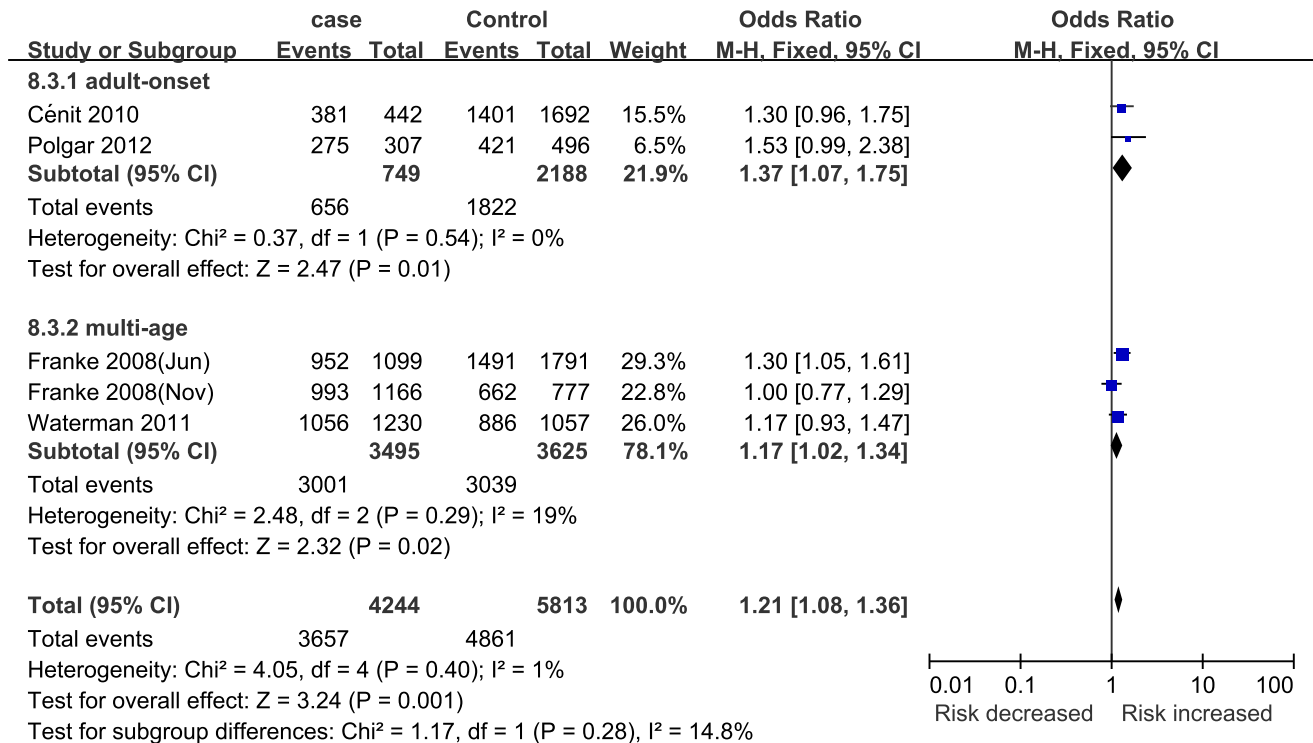 case Control Odds Ratio Odds Ratio
Study or Subgroup Events Total Events Total Weight M-H, Fixed, 95% CI M-H, Fixed, 95% CI
8.3.1 adult-onset
Cénit 2010 381 442 1401 1692 15.5% 1.30 [0.96, 1.75]
Polgar 2012 275 307 421 496 6.5% 1.53 [0.99, 2.38]
Subtotal (95% CI) 749 2188 21.9% 1.37 [1.07, 1.75]
Total events 656 1822
Heterogeneity: Chi² = 0.37, df = 1 (P = 0.54); I² = 0%
Test for overall effect: Z = 2.47 (P = 0.01)
8.3.2 multi-age
Franke 2008(Jun) 952 1099 1491 1791 29.3% 1.30 [1.05, 1.61]
Franke 2008(Nov) 993 1166 662 777 22.8% 1.00 [0.77, 1.29]
Waterman 2011 1056 1230 886 1057 26.0% 1.17 [0.93, 1.47]
Subtotal (95% CI) 3495 3625 78.1% 1.17 [1.02, 1.34]
Total events 3001 3039
Heterogeneity: Chi² = 2.48, df = 2 (P = 0.29); I² = 19%
Test for overall effect: Z = 2.32 (P = 0.02)
Total (95% CI) 4244 5813 100.0% 1.21 [1.08, 1.36]
Total events 3657 4861
Heterogeneity: Chi² = 4.05, df = 4 (P = 0.40); I² = 1%
Test for overall effect: Z = 3.24 (P = 0.001)
Test for subgroup differences: Chi² = 1.17, df = 1 (P = 0.28), I² = 14.8%
0.01 0.1 1 10 100
Risk decreased Risk increased